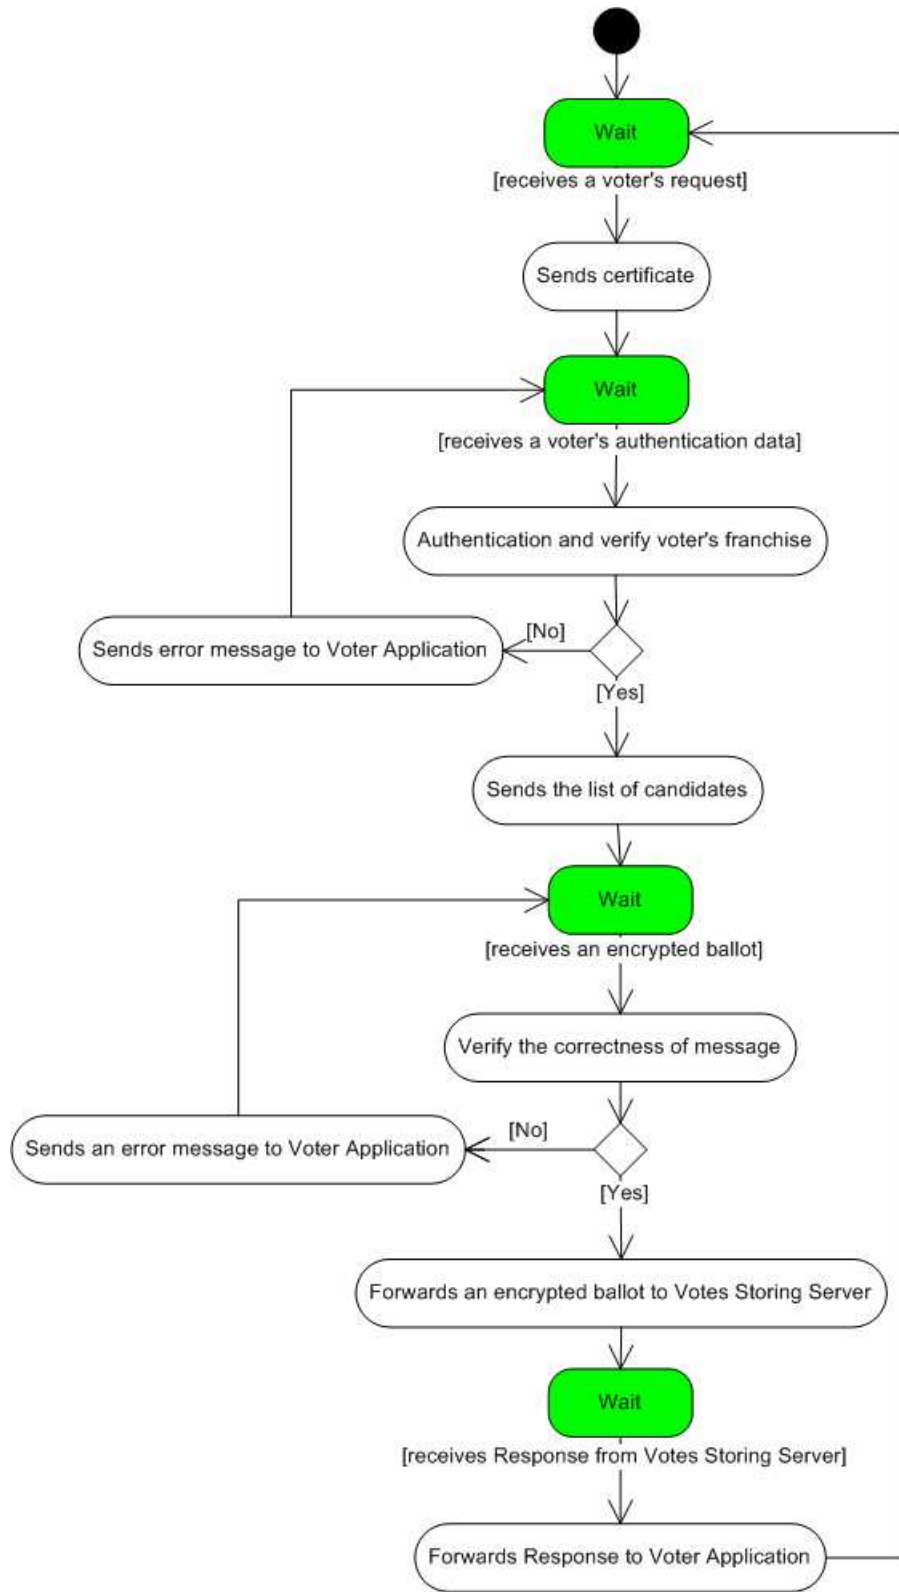 Wait
[receives a voter's request]
Sends certificate
Wait
[receives a voter's authentication data]
Authentication and verify voter's franchise
[No]
Sends error message to Voter Application
[Yes]
Sends the list of candidates
Wait
[receives an encrypted ballot]
Verify the correctness of message
[No]
Sends an error message to Voter Application
[Yes]
Forwards an encrypted ballot to Votes Storing Server
Wait
[receives Response from Votes Storing Server]
Forwards Response to Voter Application